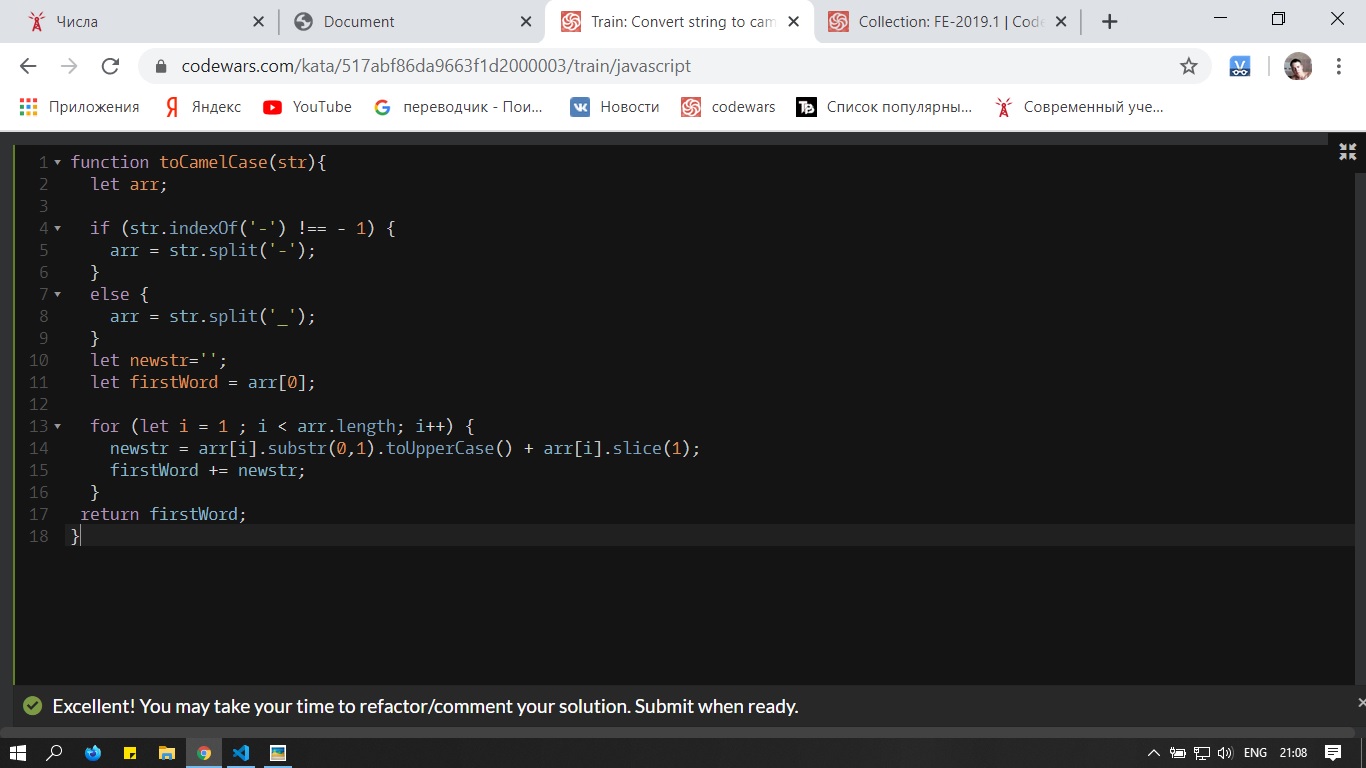 Числа
Document
Train: Convert string to cam
Collection: FE-2019.1 | Code
codewars.com/kata/517abf86da9663f1d2000003/train/javascript
Приложения
Яндекс
YouTube
переводчик - Пои...
Новости
codewars
Список популярны...
Современный уче...
1 function toCamelCase(str){
2 let arr;
3
4 if (str.indexOf('-') !== - 1) {
5 arr = str.split('-');
6 }
7 else {
8 arr = str.split('_');
9 }
10 let newstr='';
11 let firstWord = arr[0];
12
13 for (let i = 1 ; i < arr.length; i++) {
14 newstr = arr[i].substr(0,1).toUpperCase() + arr[i].slice(1);
15 firstWord += newstr;
16 }
17 return firstWord;
18 }
Excellent! You may take your time to refactor/comment your solution. Submit when ready.
ENG 21:08